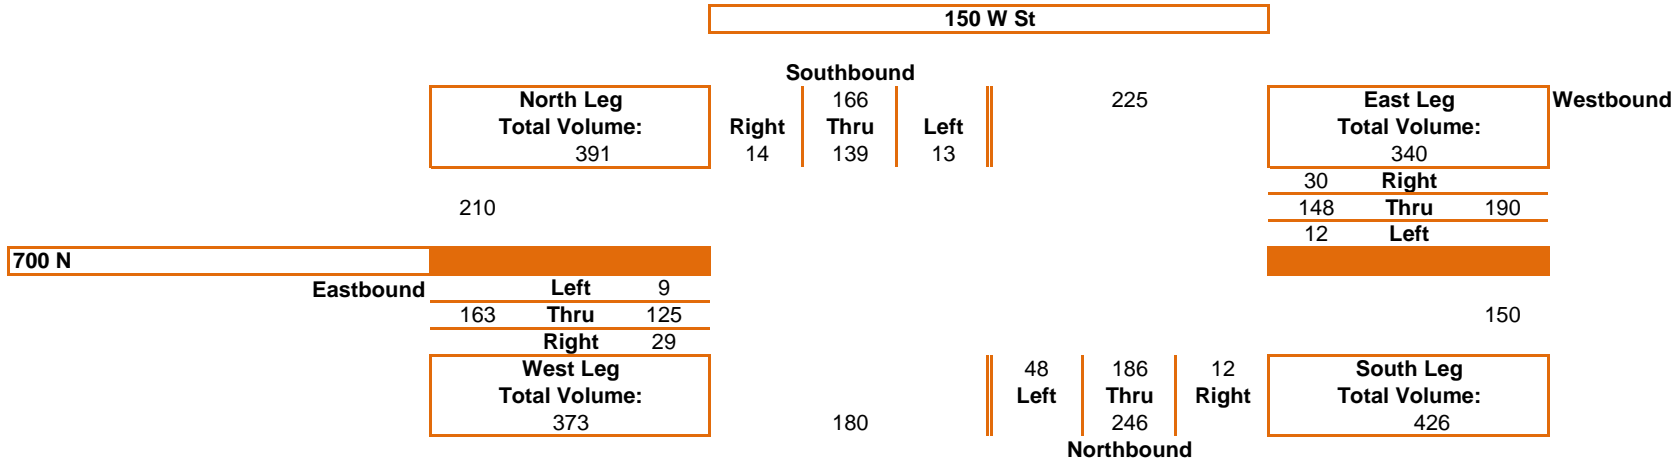 150 W St
Southbound
North Leg 166 225 East Leg Westbound
Total Volume: Right Thru Left Total Volume:
391 14 139 13 340
30 Right
210 148 Thru 190
12 Left
700 N
Eastbound Left 9
163 Thru 125 150
Right 29
West Leg 48 186 12 South Leg
Total Volume: Left Thru Right Total Volume:
373 180 246 426
Northbound